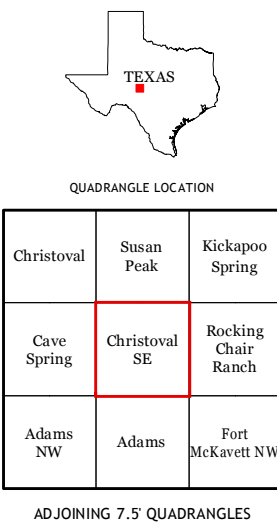 TEXAS
QUADRANGLE LOCATION
Christoval
Susan
Peak
Kickapoo
Spring
Cave
Spring
Christoval
SE
Rocking
Chair
Ranch
Adams
NW
Adams
Fort
McKavett NW
ADJOINING 7.5' QUADRANGLES